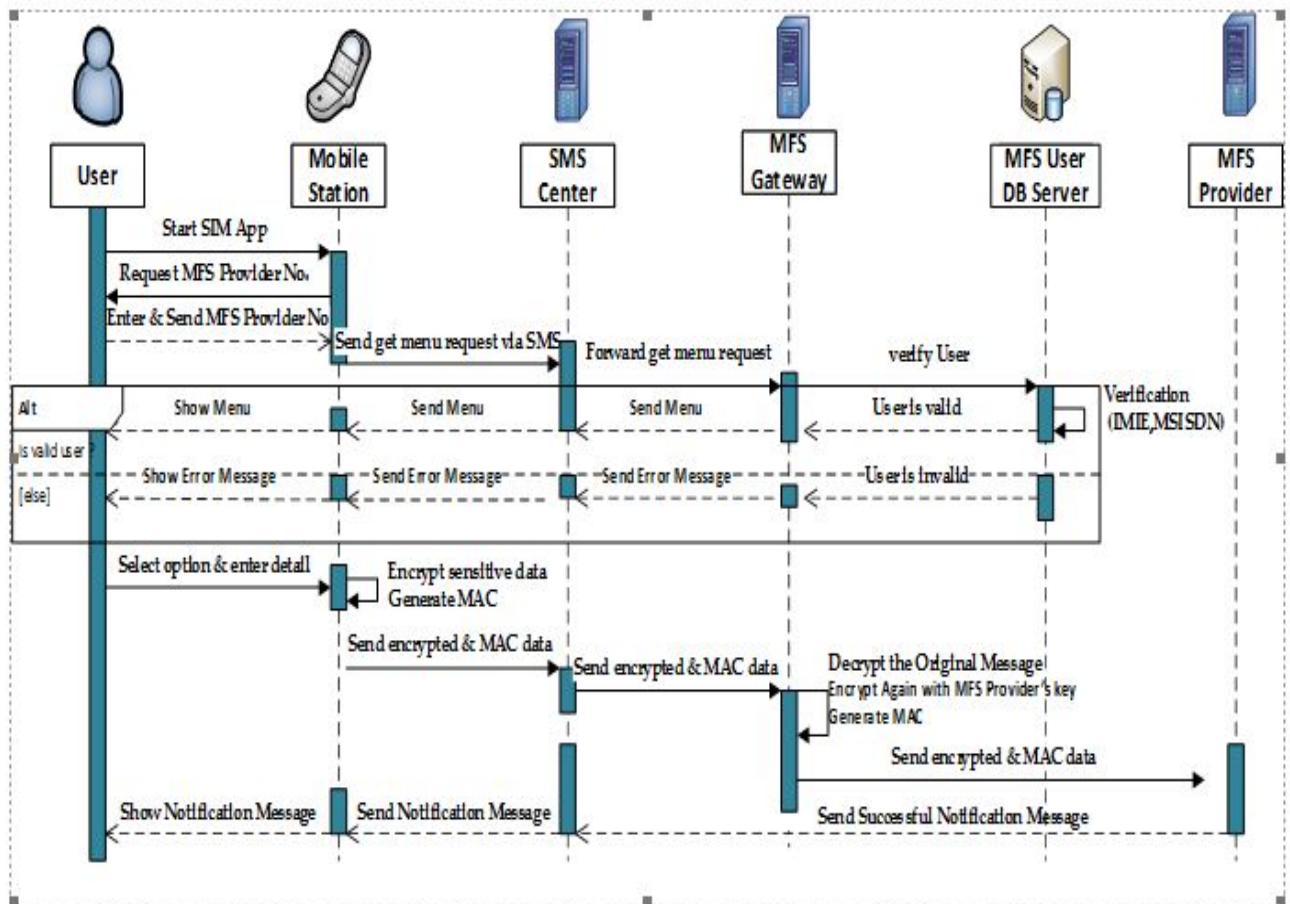 User
Mobile
Station
SMS
Center
MFS
Gateway
MFS User
DB Server
MFS
Provider
Start SIM App
Request MFS Provider No.
Enter & Send MFS Provider No
Send get menu request via SMS
Forward get menu request
verify User
Alt
Show Menu
Send Menu
Send Menu
User is valid
Verification
(IMIE,MSISDN)
Is valid user ?
Show Error Message
Send Error Message
Send Error Message
User is invalid
[else]
Select option & enter detail
Encrypt sensitive data
Generate MAC
Send encrypted & MAC data
Send encrypted & MAC data
Decrypt the Original Message
Encrypt Again with MFS Provider's key
Generate MAC
Send encrypted & MAC data
Show Notification Message
Send Notification Message
Send Successful Notification Message